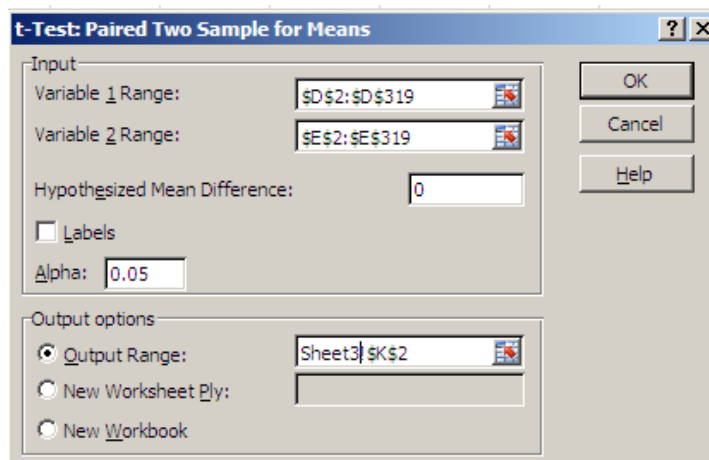 t-Test: Paired Two Sample for Means
Input
Variable 1 Range: $D$2:$D$319
Variable 2 Range: $E$2:$E$319
Hypothesized Mean Difference: 0
Labels
Alpha: 0.05
OK
Cancel
Help
Output options
Output Range: Sheet3!$K$2
New Worksheet Ply:
New Workbook